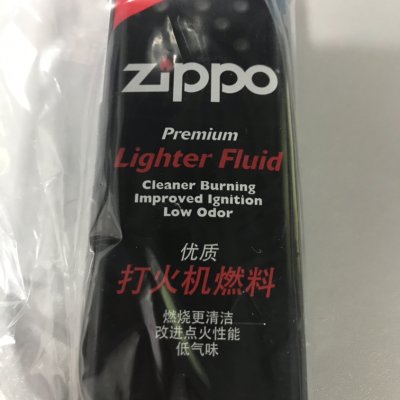 zippo
Premium
Lighter Fluid
Cleaner Burning
Improved Ignition
Low Odor
优质
打火机燃料
燃烧更清洁
改进点火性能
低气味